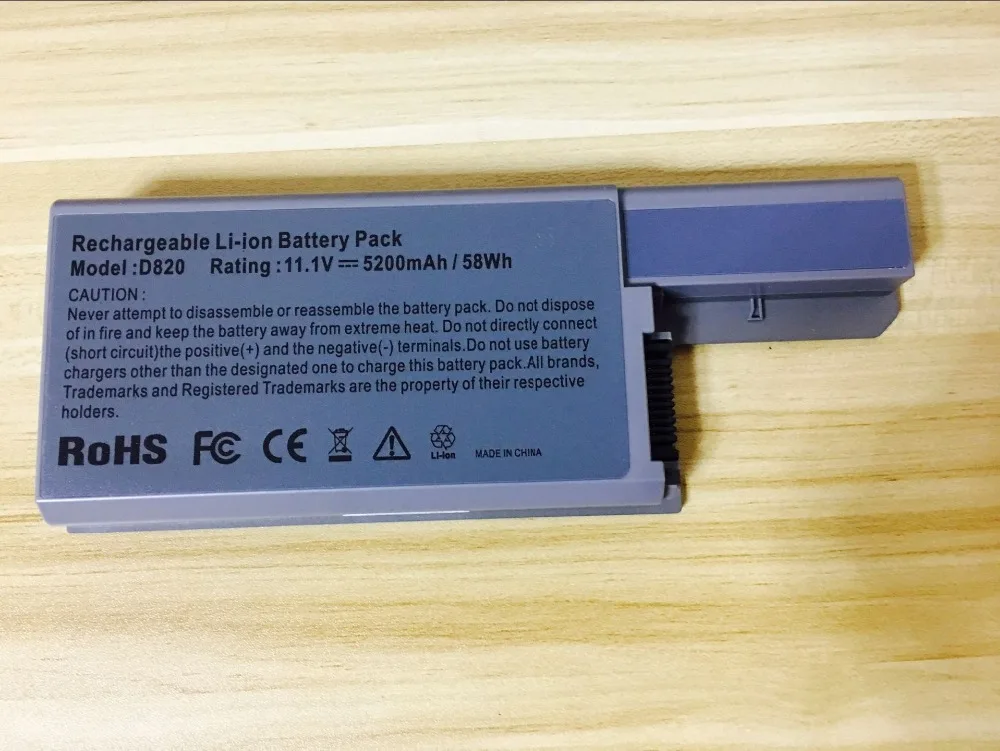 Rechargeable Li-ion Battery Pack
Model :D820 Rating : 11.1V ⎓ 5200mAh / 58Wh
CAUTION :
Never attempt to disassemble or reassemble the battery pack. Do not dispose
of in fire and keep the battery away from extreme heat. Do not directly connect
(short circuit)the positive(+) and the negative(-) terminals.Do not use battery
chargers other than the designated one to charge this battery pack.All brands,
Trademarks and Registered Trademarks are the property of their respective
holders.
RoHS FC CE Li-ion MADE IN CHINA